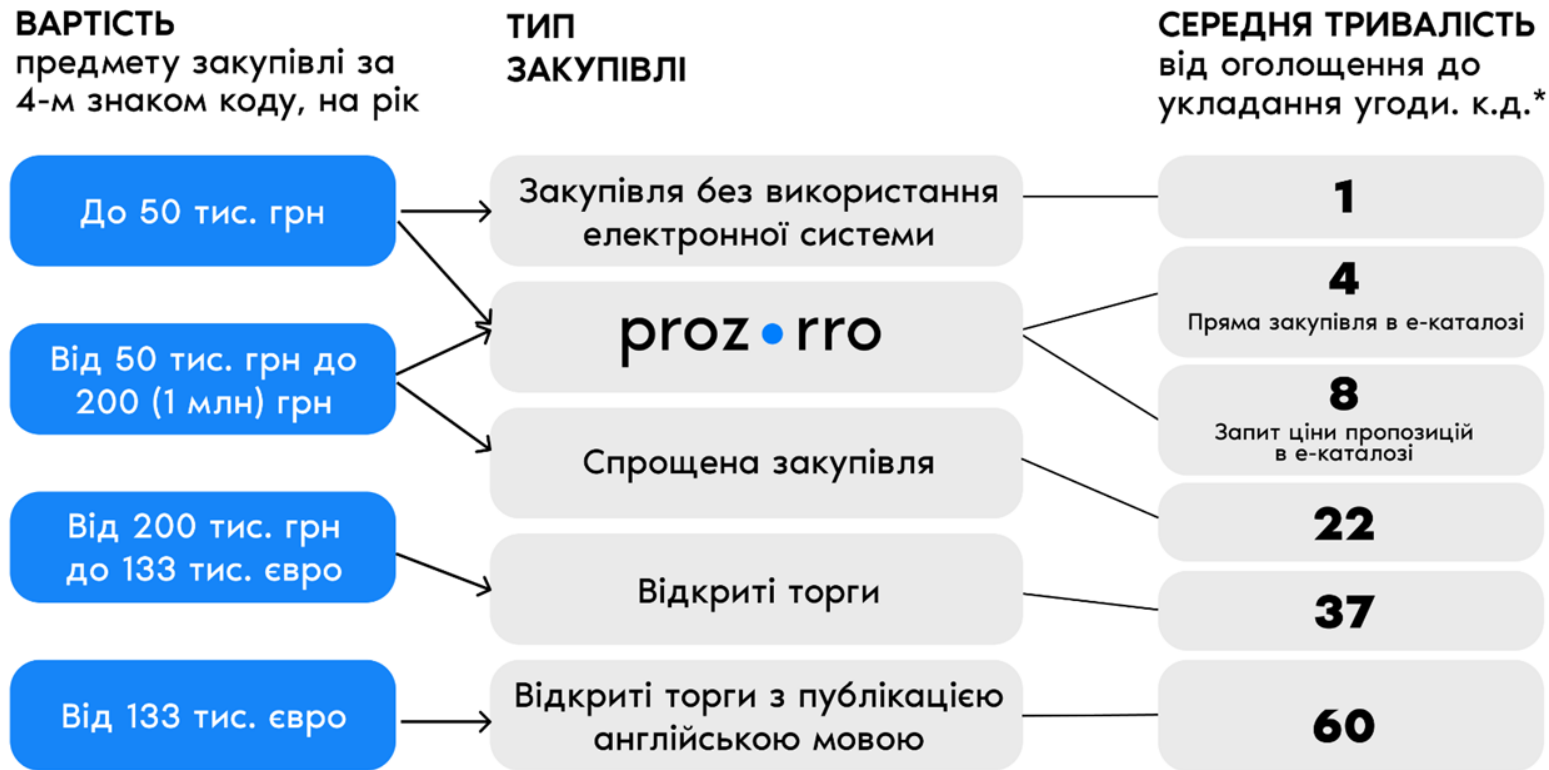 ВАРТІСТЬ
предмету закупівлі за
4-м знаком коду, на рік
ТИП
ЗАКУПІВЛІ
СЕРЕДНЯ ТРИВАЛІСТЬ
від оголощення до
укладання угоди. к.д.*
До 50 тис. грн
Від 50 тис. грн до
200 (1 млн) грн
Від 200 тис. грн
до 133 тис. євро
Від 133 тис. євро
Закупівля без використання
електронної системи
prozorro
Спрощена закупівля
Відкриті торги
Відкриті торги з публікацією
англійською мовою
1
4
Пряма закупівля в е-каталозі
8
Запит ціни пропозицій
в е-каталозі
22
37
60